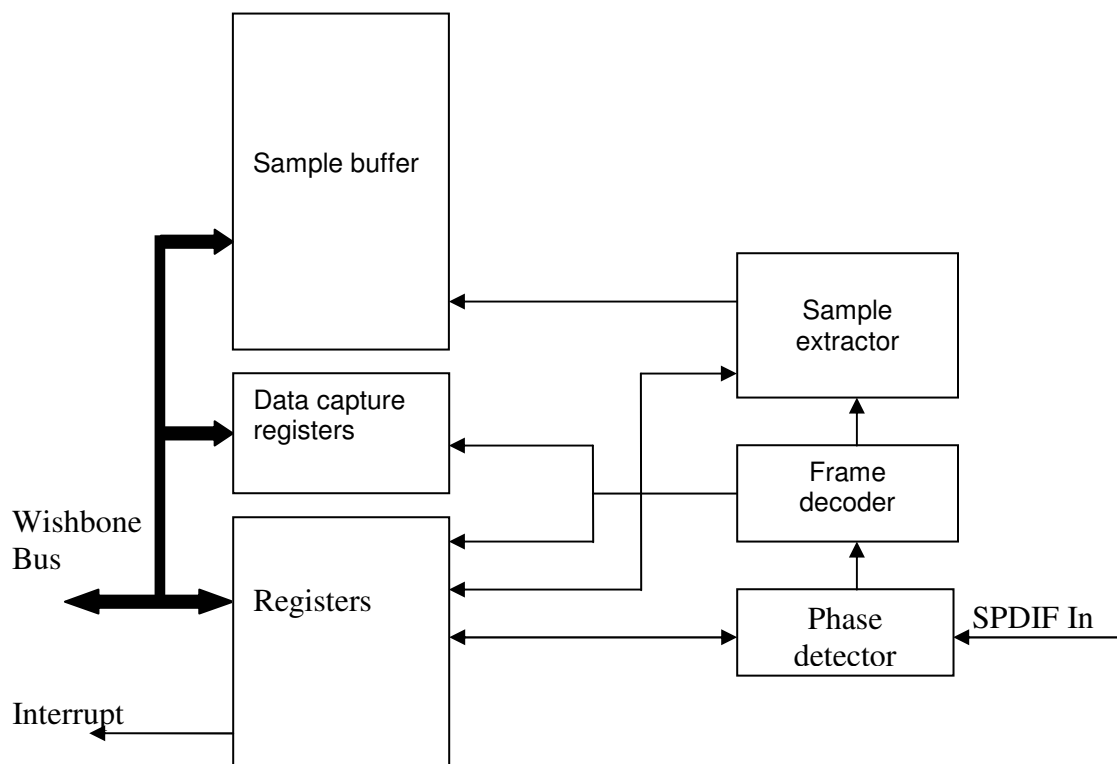 Sample buffer
Sample
extractor
Data capture
registers
Frame
decoder
Wishbone
Bus
Registers
Phase
detector
SPDIF In
Interrupt